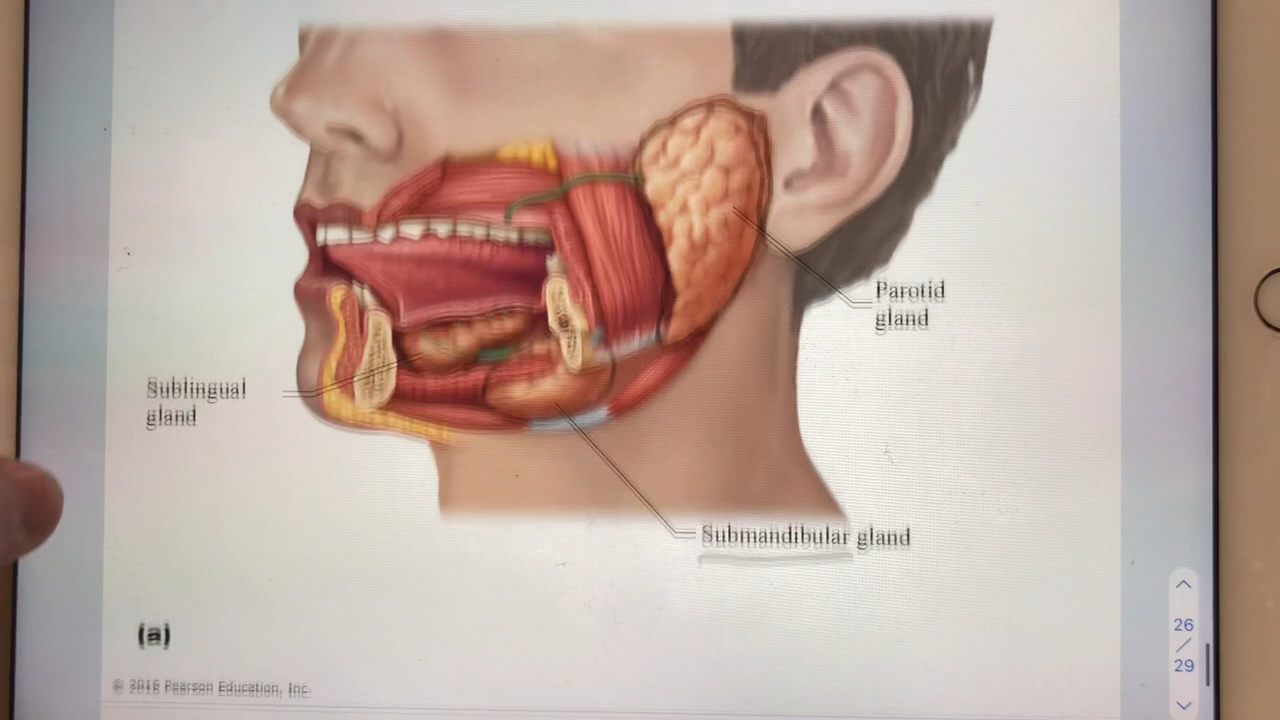 Parotid
gland
Sublingual
gland
Submandibular gland
(a)
© 2016 Pearson Education, Inc.
26
/
29